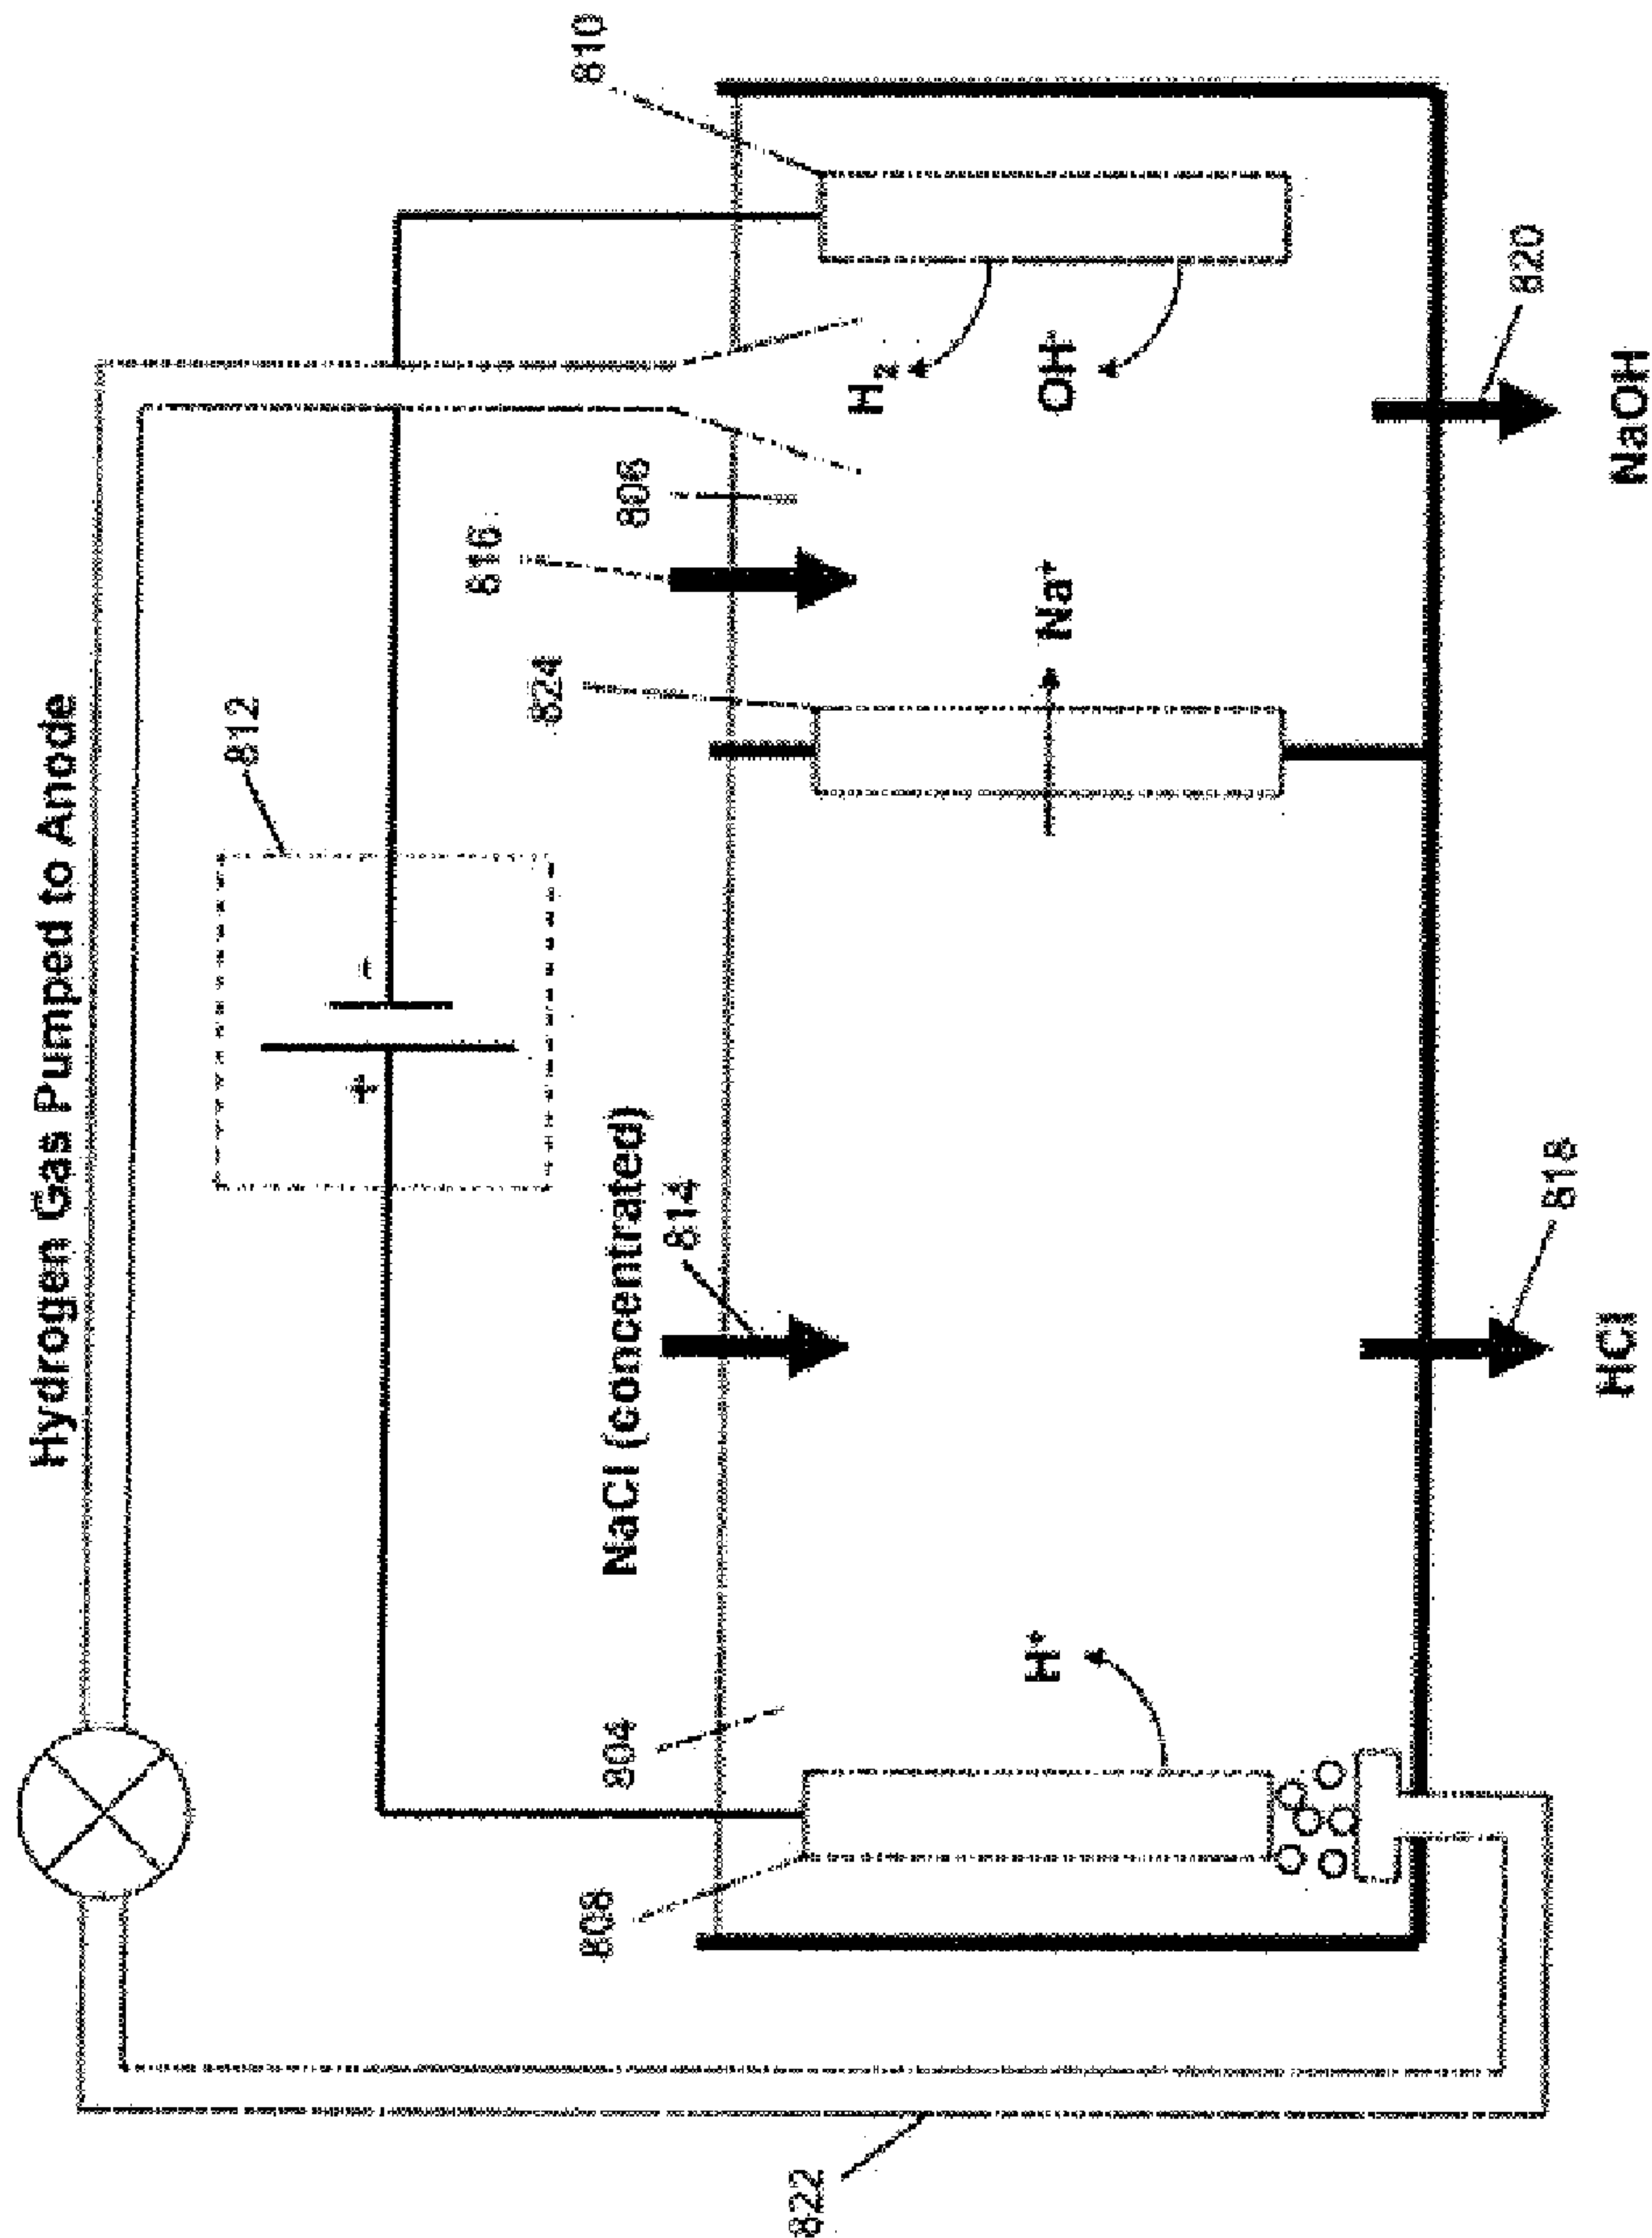 Hydrogen Gas Pumped to Anode
812
+
-
810
816
806
824
NaCl (concentrated)
814
804
808
H₂
OH⁻
Na⁺
H⁺
822
818
820
HCl
NaOH